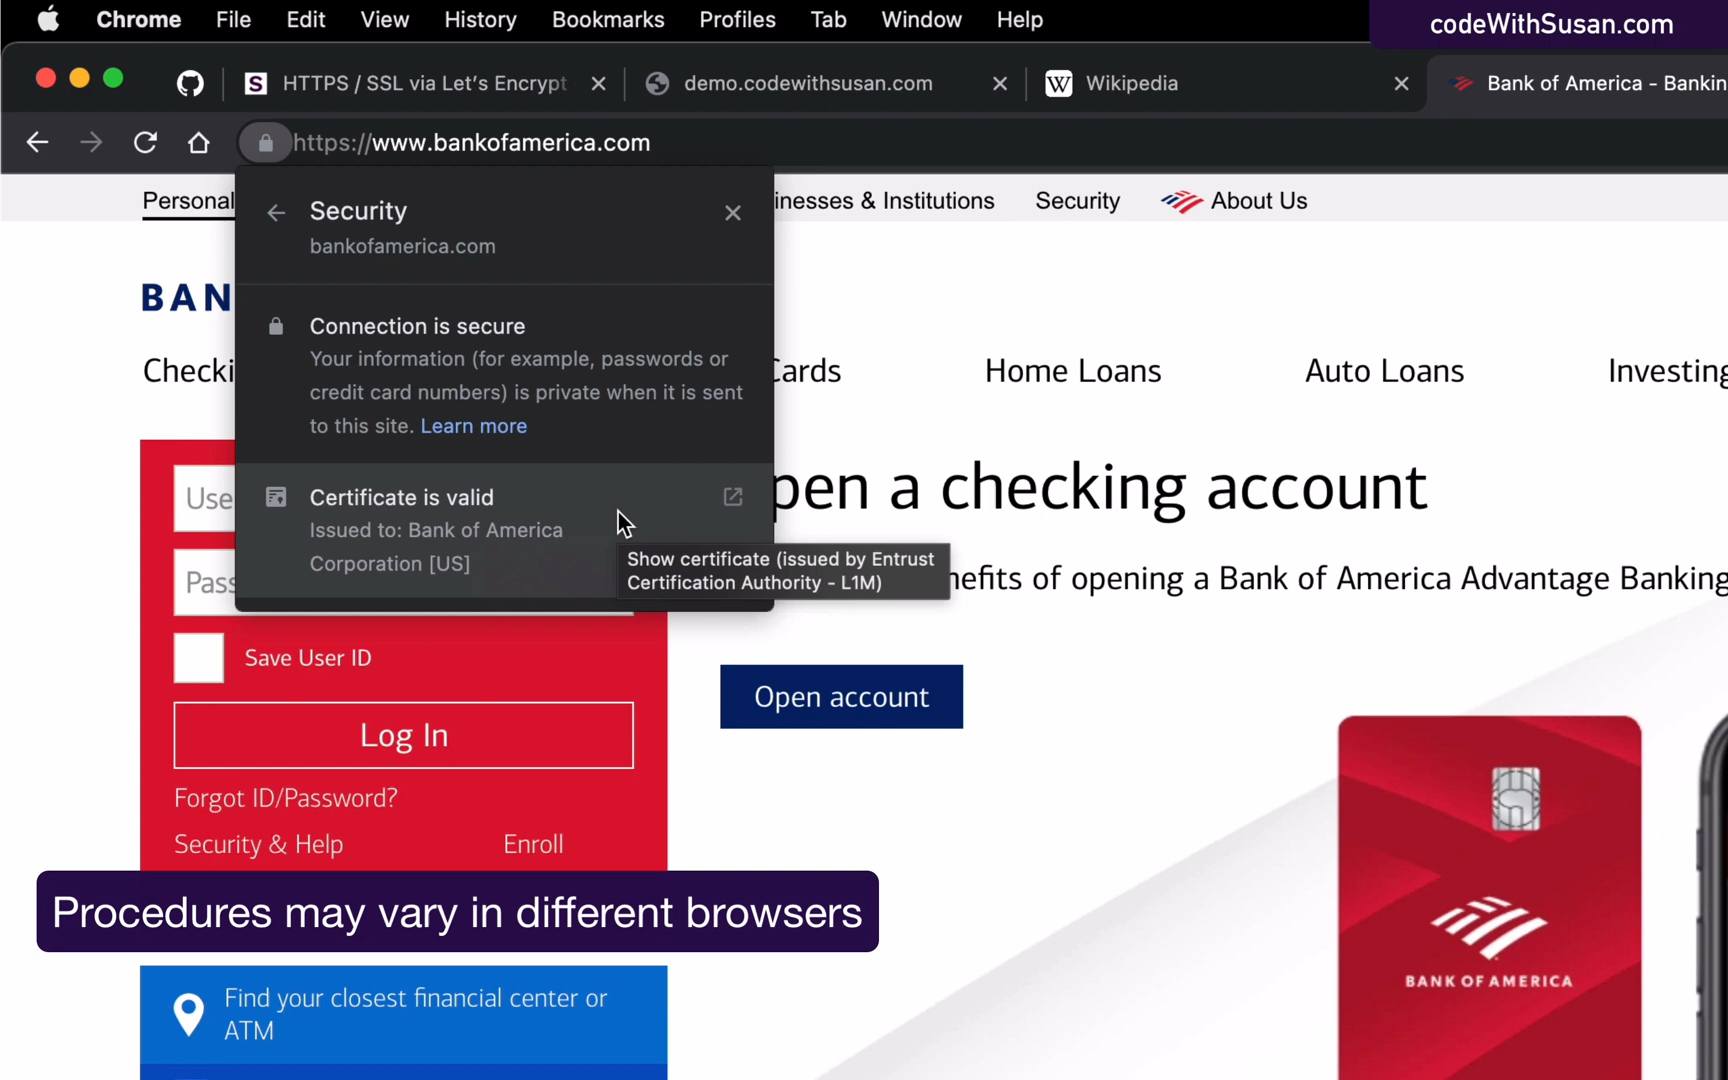 Chrome File Edit View History Bookmarks Profiles Tab Window Help
codeWithSusan.com
S HTTPS / SSL via Let's Encrypt
demo.codewithsusan.com
W Wikipedia
Bank of America - Bankin
https://www.bankofamerica.com
Personal
inesses & Institutions
Security
About Us
Security
bankofamerica.com
BAN
Connection is secure
Your information (for example, passwords or
credit card numbers) is private when it is sent
to this site. Learn more
Checki
Cards
Home Loans
Auto Loans
Investing
Use
Certificate is valid
Issued to: Bank of America
Corporation [US]
Pass
pen a checking account
Show certificate (issued by Entrust
Certification Authority - L1M)
nefits of opening a Bank of America Advantage Banking
Save User ID
Log In
Open account
Forgot ID/Password?
Security & Help
Enroll
Procedures may vary in different browsers
Find your closest financial center or
ATM
BANK OF AMERICA